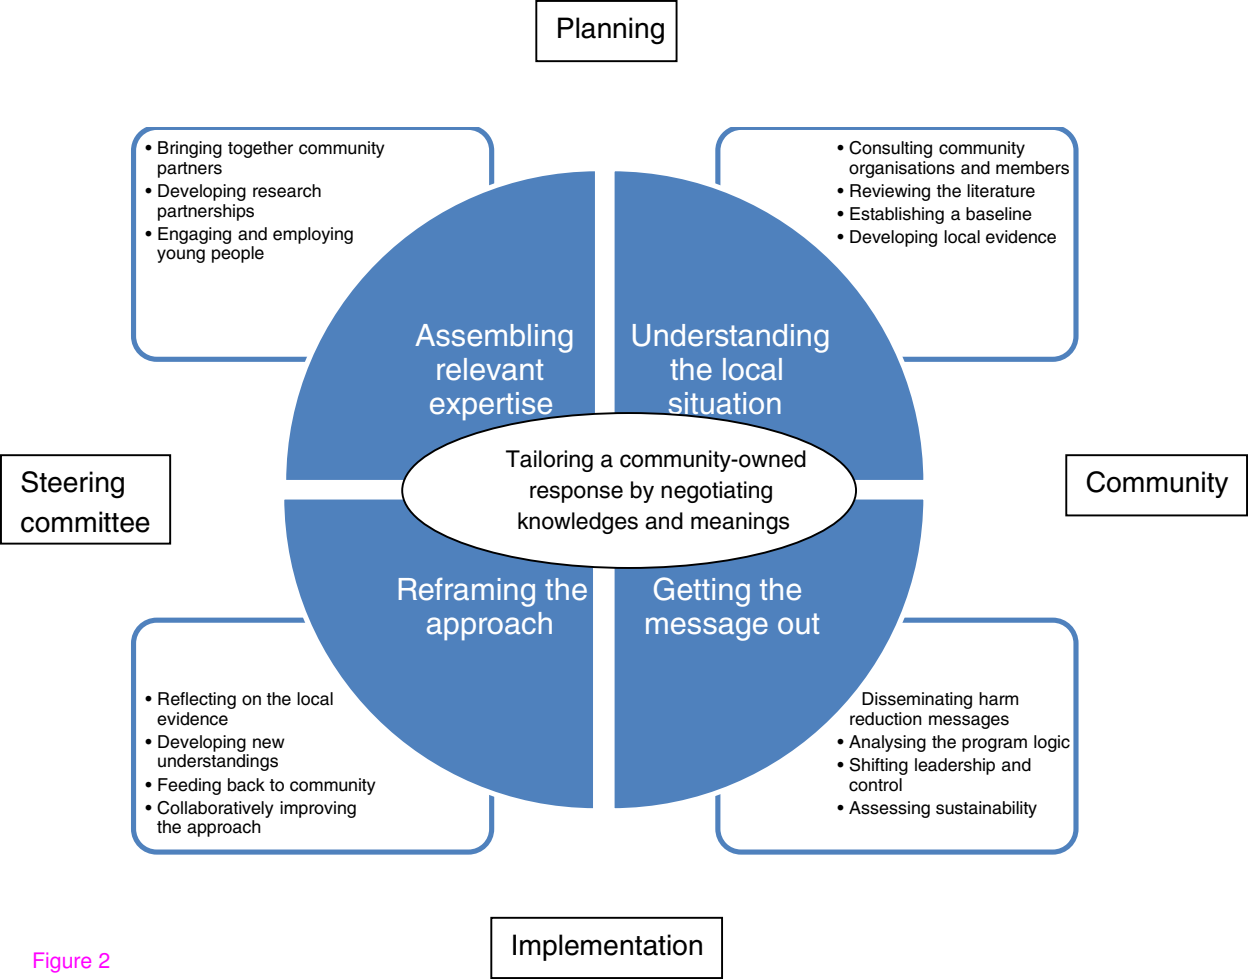 Planning
• Bringing together community
partners
• Developing research
partnerships
• Engaging and employing
young people
• Consulting community
organisations and members
• Reviewing the literature
• Establishing a baseline
• Developing local evidence
Assembling
relevant
expertise
Understanding
the local
situation
Steering
committee
Tailoring a community-owned
response by negotiating
knowledges and meanings
Community
Reframing the
approach
Getting the
message out
• Reflecting on the local
evidence
• Developing new
understandings
• Feeding back to community
• Collaboratively improving
the approach
Disseminating harm
reduction messages
• Analysing the program logic
• Shifting leadership and
control
• Assessing sustainability
Implementation
Figure 2